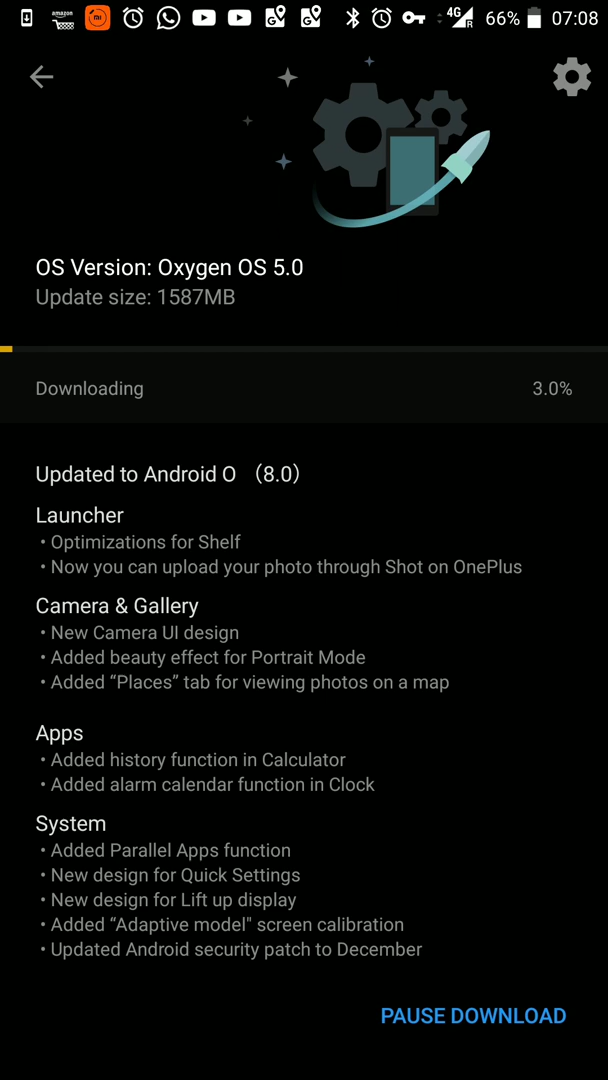 amazon
mi
4G
R
66%
07:08
OS Version: Oxygen OS 5.0
Update size: 1587MB
Downloading
3.0%
Updated to Android O （8.0）
Launcher
• Optimizations for Shelf
• Now you can upload your photo through Shot on OnePlus
Camera & Gallery
• New Camera UI design
• Added beauty effect for Portrait Mode
• Added “Places” tab for viewing photos on a map
Apps
• Added history function in Calculator
• Added alarm calendar function in Clock
System
• Added Parallel Apps function
• New design for Quick Settings
• New design for Lift up display
• Added “Adaptive model" screen calibration
• Updated Android security patch to December
PAUSE DOWNLOAD